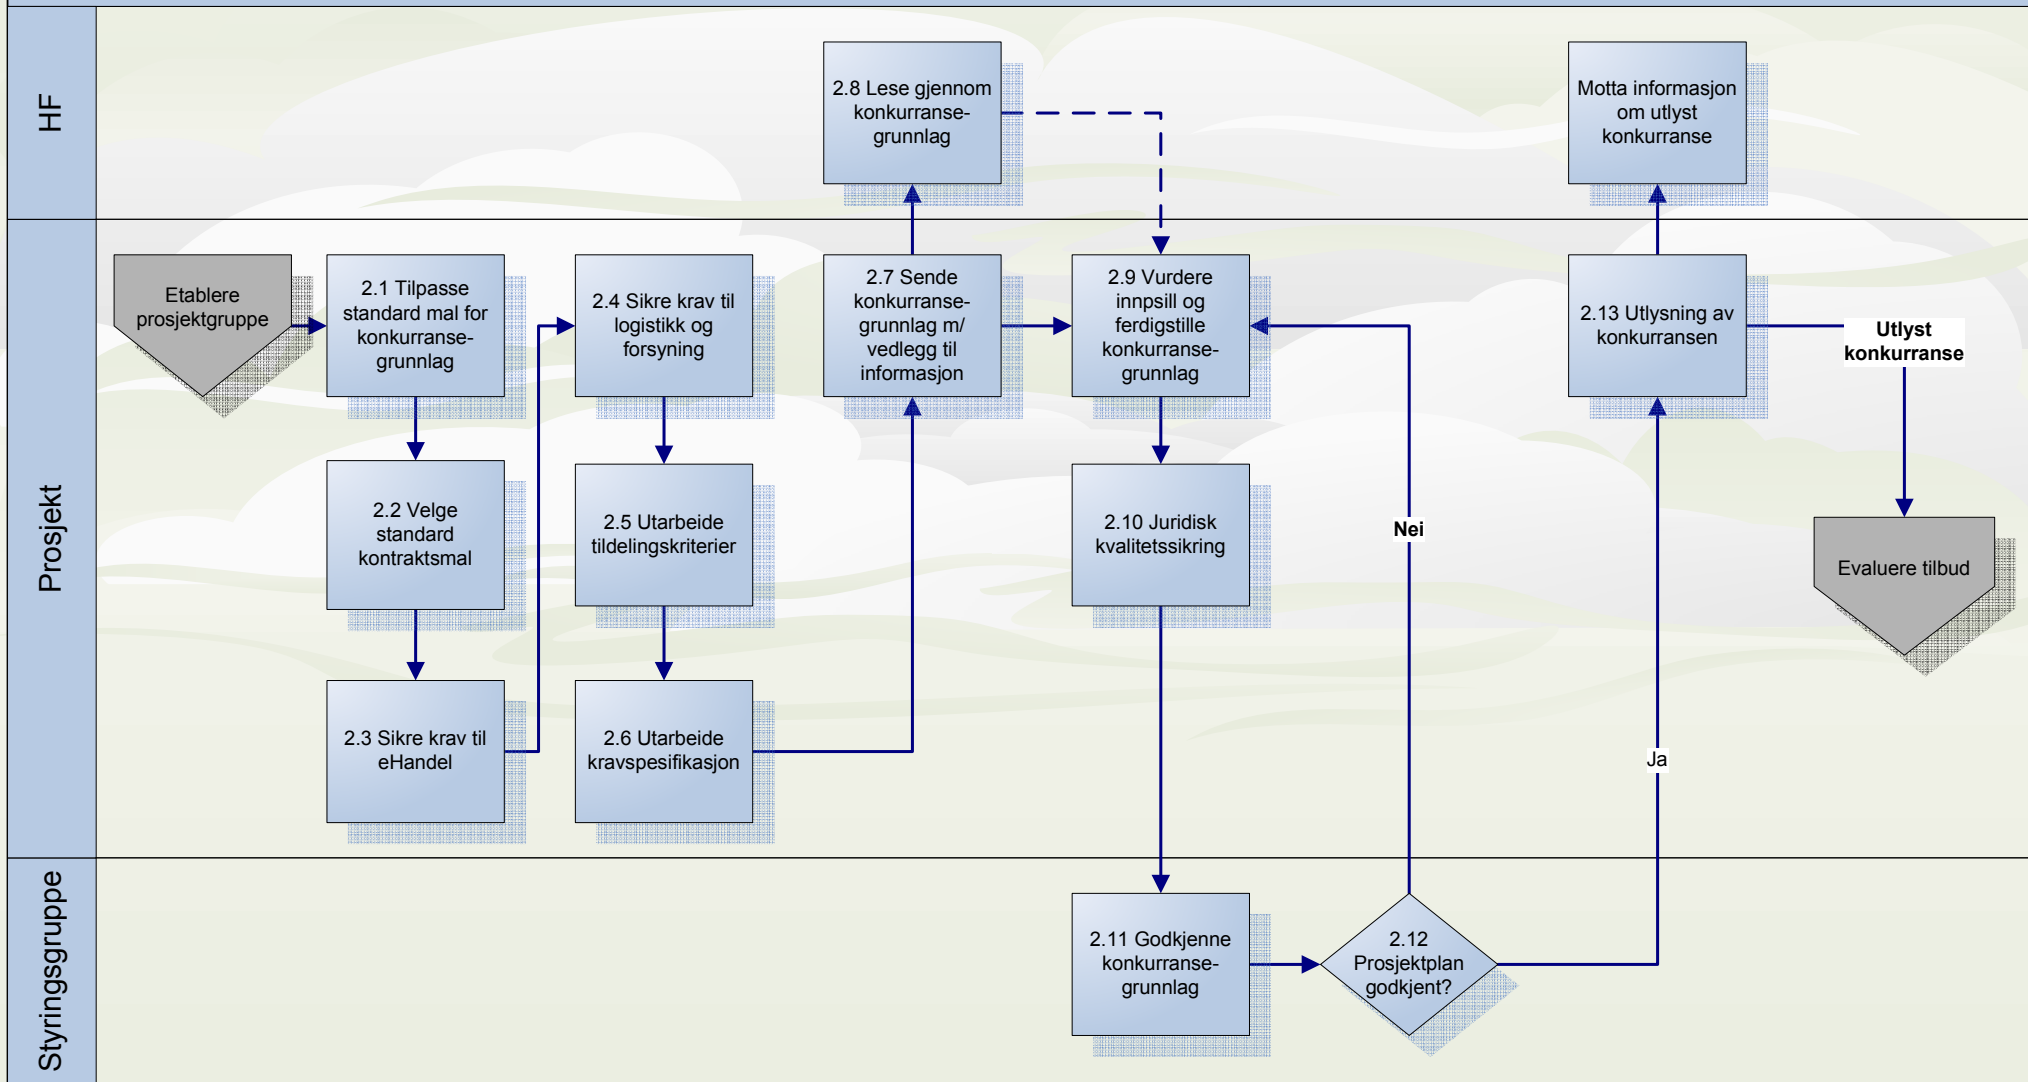 HF
2.8 Lese gjennom
konkurranse-
grunnlag
Motta informasjon
om utlyst
konkurranse
Prosjekt
Etablere
prosjektgruppe
2.1 Tilpasse
standard mal for
konkurranse-
grunnlag
2.2 Velge
standard
kontraktsmal
2.3 Sikre krav til
eHandel
2.4 Sikre krav til
logistikk og
forsyning
2.5 Utarbeide
tildelingskriterier
2.6 Utarbeide
kravspesifikasjon
2.7 Sende
konkurranse-
grunnlag m/
vedlegg til
informasjon
2.9 Vurdere
innpsill og
ferdigstille
konkurranse-
grunnlag
2.10 Juridisk
kvalitetssikring
Nei
2.13 Utlysning av
konkurransen
Utlyst
konkurranse
Evaluere tilbud
Ja
Styringsgruppe
2.11 Godkjenne
konkurranse-
grunnlag
2.12
Prosjektplan
godkjent?